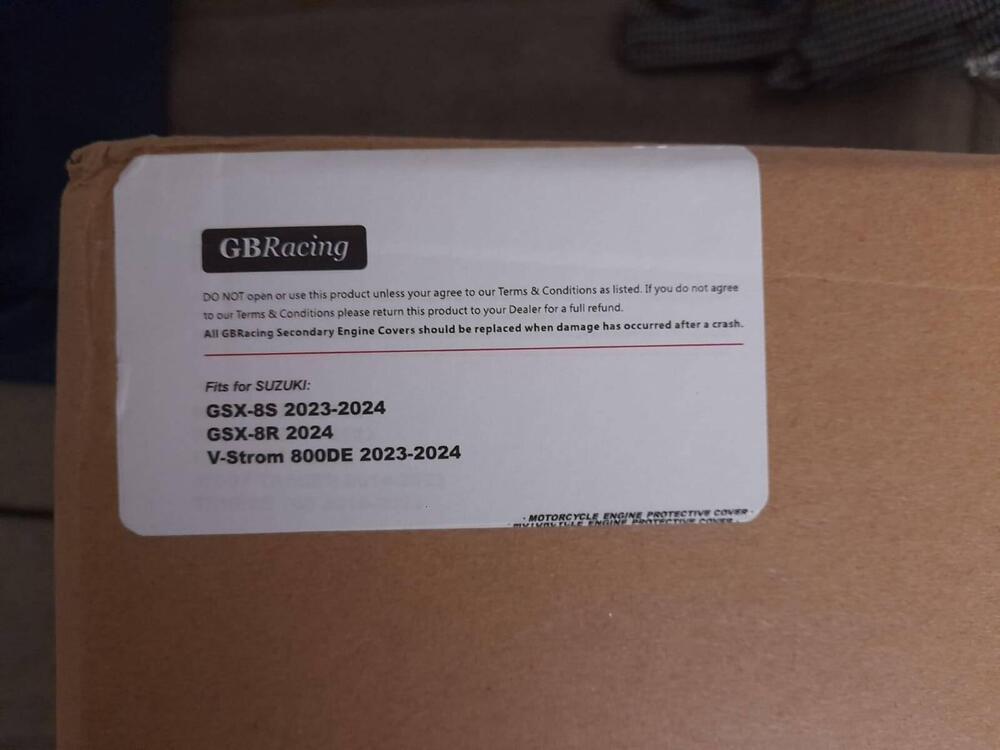 GBRacing
DO NOT open or use this product unless your agree to our Terms & Conditions as listed. If you do not agree
to our Terms & Conditions please return this product to your Dealer for a full refund.
All GBRacing Secondary Engine Covers should be replaced when damage has occurred after a crash.
Fits for SUZUKI:
GSX-8S 2023-2024
GSX-8R 2024
V-Strom 800DE 2023-2024
· MOTORCYCLE ENGINE PROTECTIVE COVER ·
ENGINE PROTECTIVE COVER ·